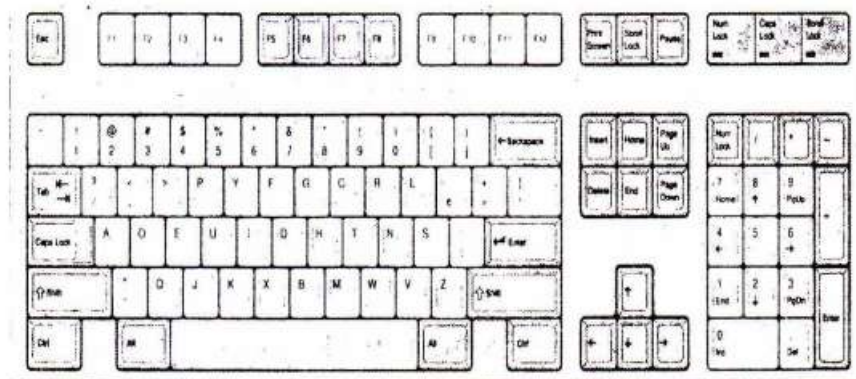 Esc F1 F2 F3 F4 F5 F6 F7 F8 F9 F10 F11 F12 Print Screen Scroll Lock Pause Num Lock Caps Lock Scroll Lock
! @ # $ % & ( ) { }
1 2 3 4 5 6 7 8 9 0 [ ] ← Backspace Insert Home Page Up Num Lock / * -
Tab ? < > P Y F G C R L + Delete End Page Down 7 Home 8 ↑ 9 PgUp +
Caps Lock A O E U I D H T N S ↵ Enter 4 ← 5 6 →
⇧ Shift Q J K X B M W V Z ⇧ Shift ↑ 1 End 2 ↓ 3 PgDn Enter
Ctrl Alt Alt Ctrl ← ↓ → 0 Ins Del